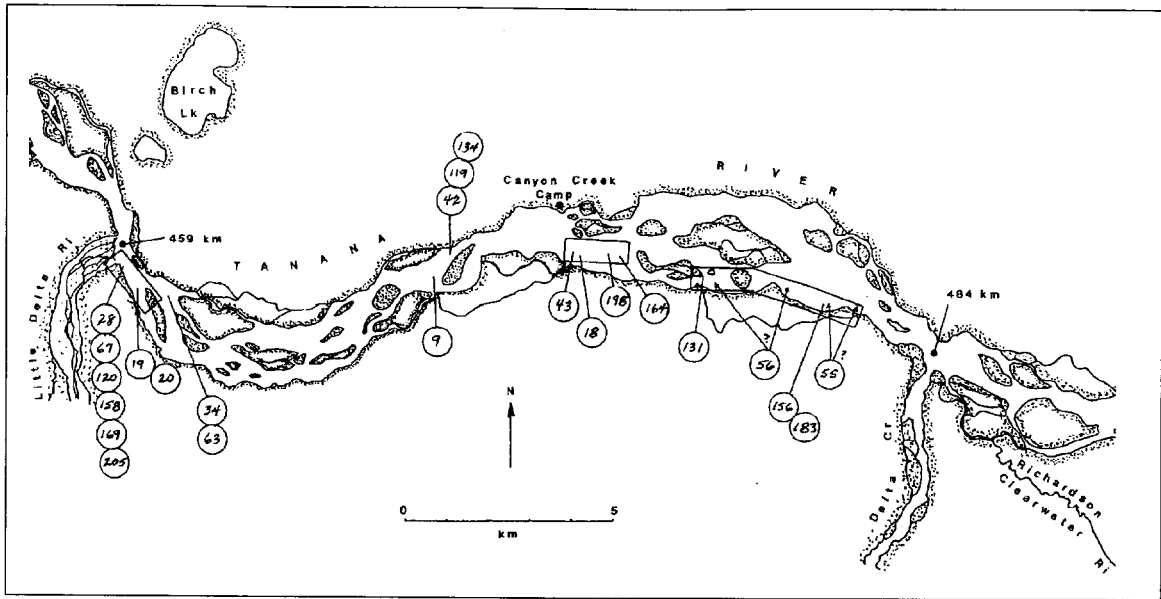 Birch
Lk
134
119
42
Canyon Creek
Camp
RIVER
459 km
Little Delta Ri
TANANA
484 km
28
67
120
158
169
205
19
20
34
63
9
43
18
198
164
131
?
56
?
55
156
183
N
0 5
km
Delta Cr
Richardson
Clearwater
Ri